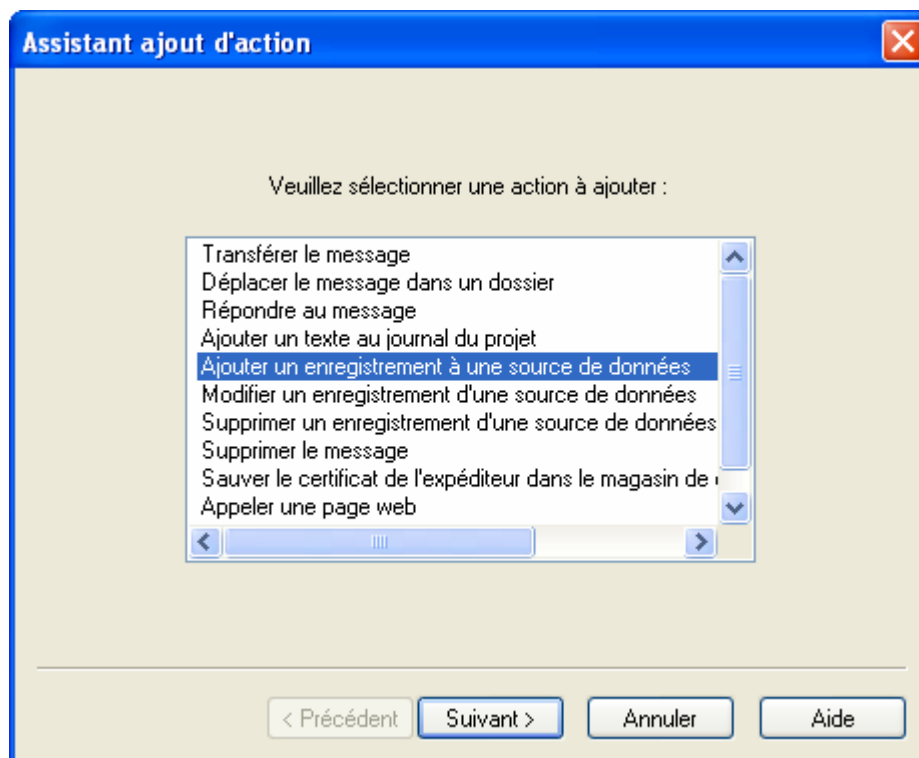 Assistant ajout d'action
Veuillez sélectionner une action à ajouter :
Transférer le message
Déplacer le message dans un dossier
Répondre au message
Ajouter un texte au journal du projet
Ajouter un enregistrement à une source de données
Modifier un enregistrement d'une source de données
Supprimer un enregistrement d'une source de données
Supprimer le message
Sauver le certificat de l'expéditeur dans le magasin de
Appeler une page web
< Précédent
Suivant >
Annuler
Aide